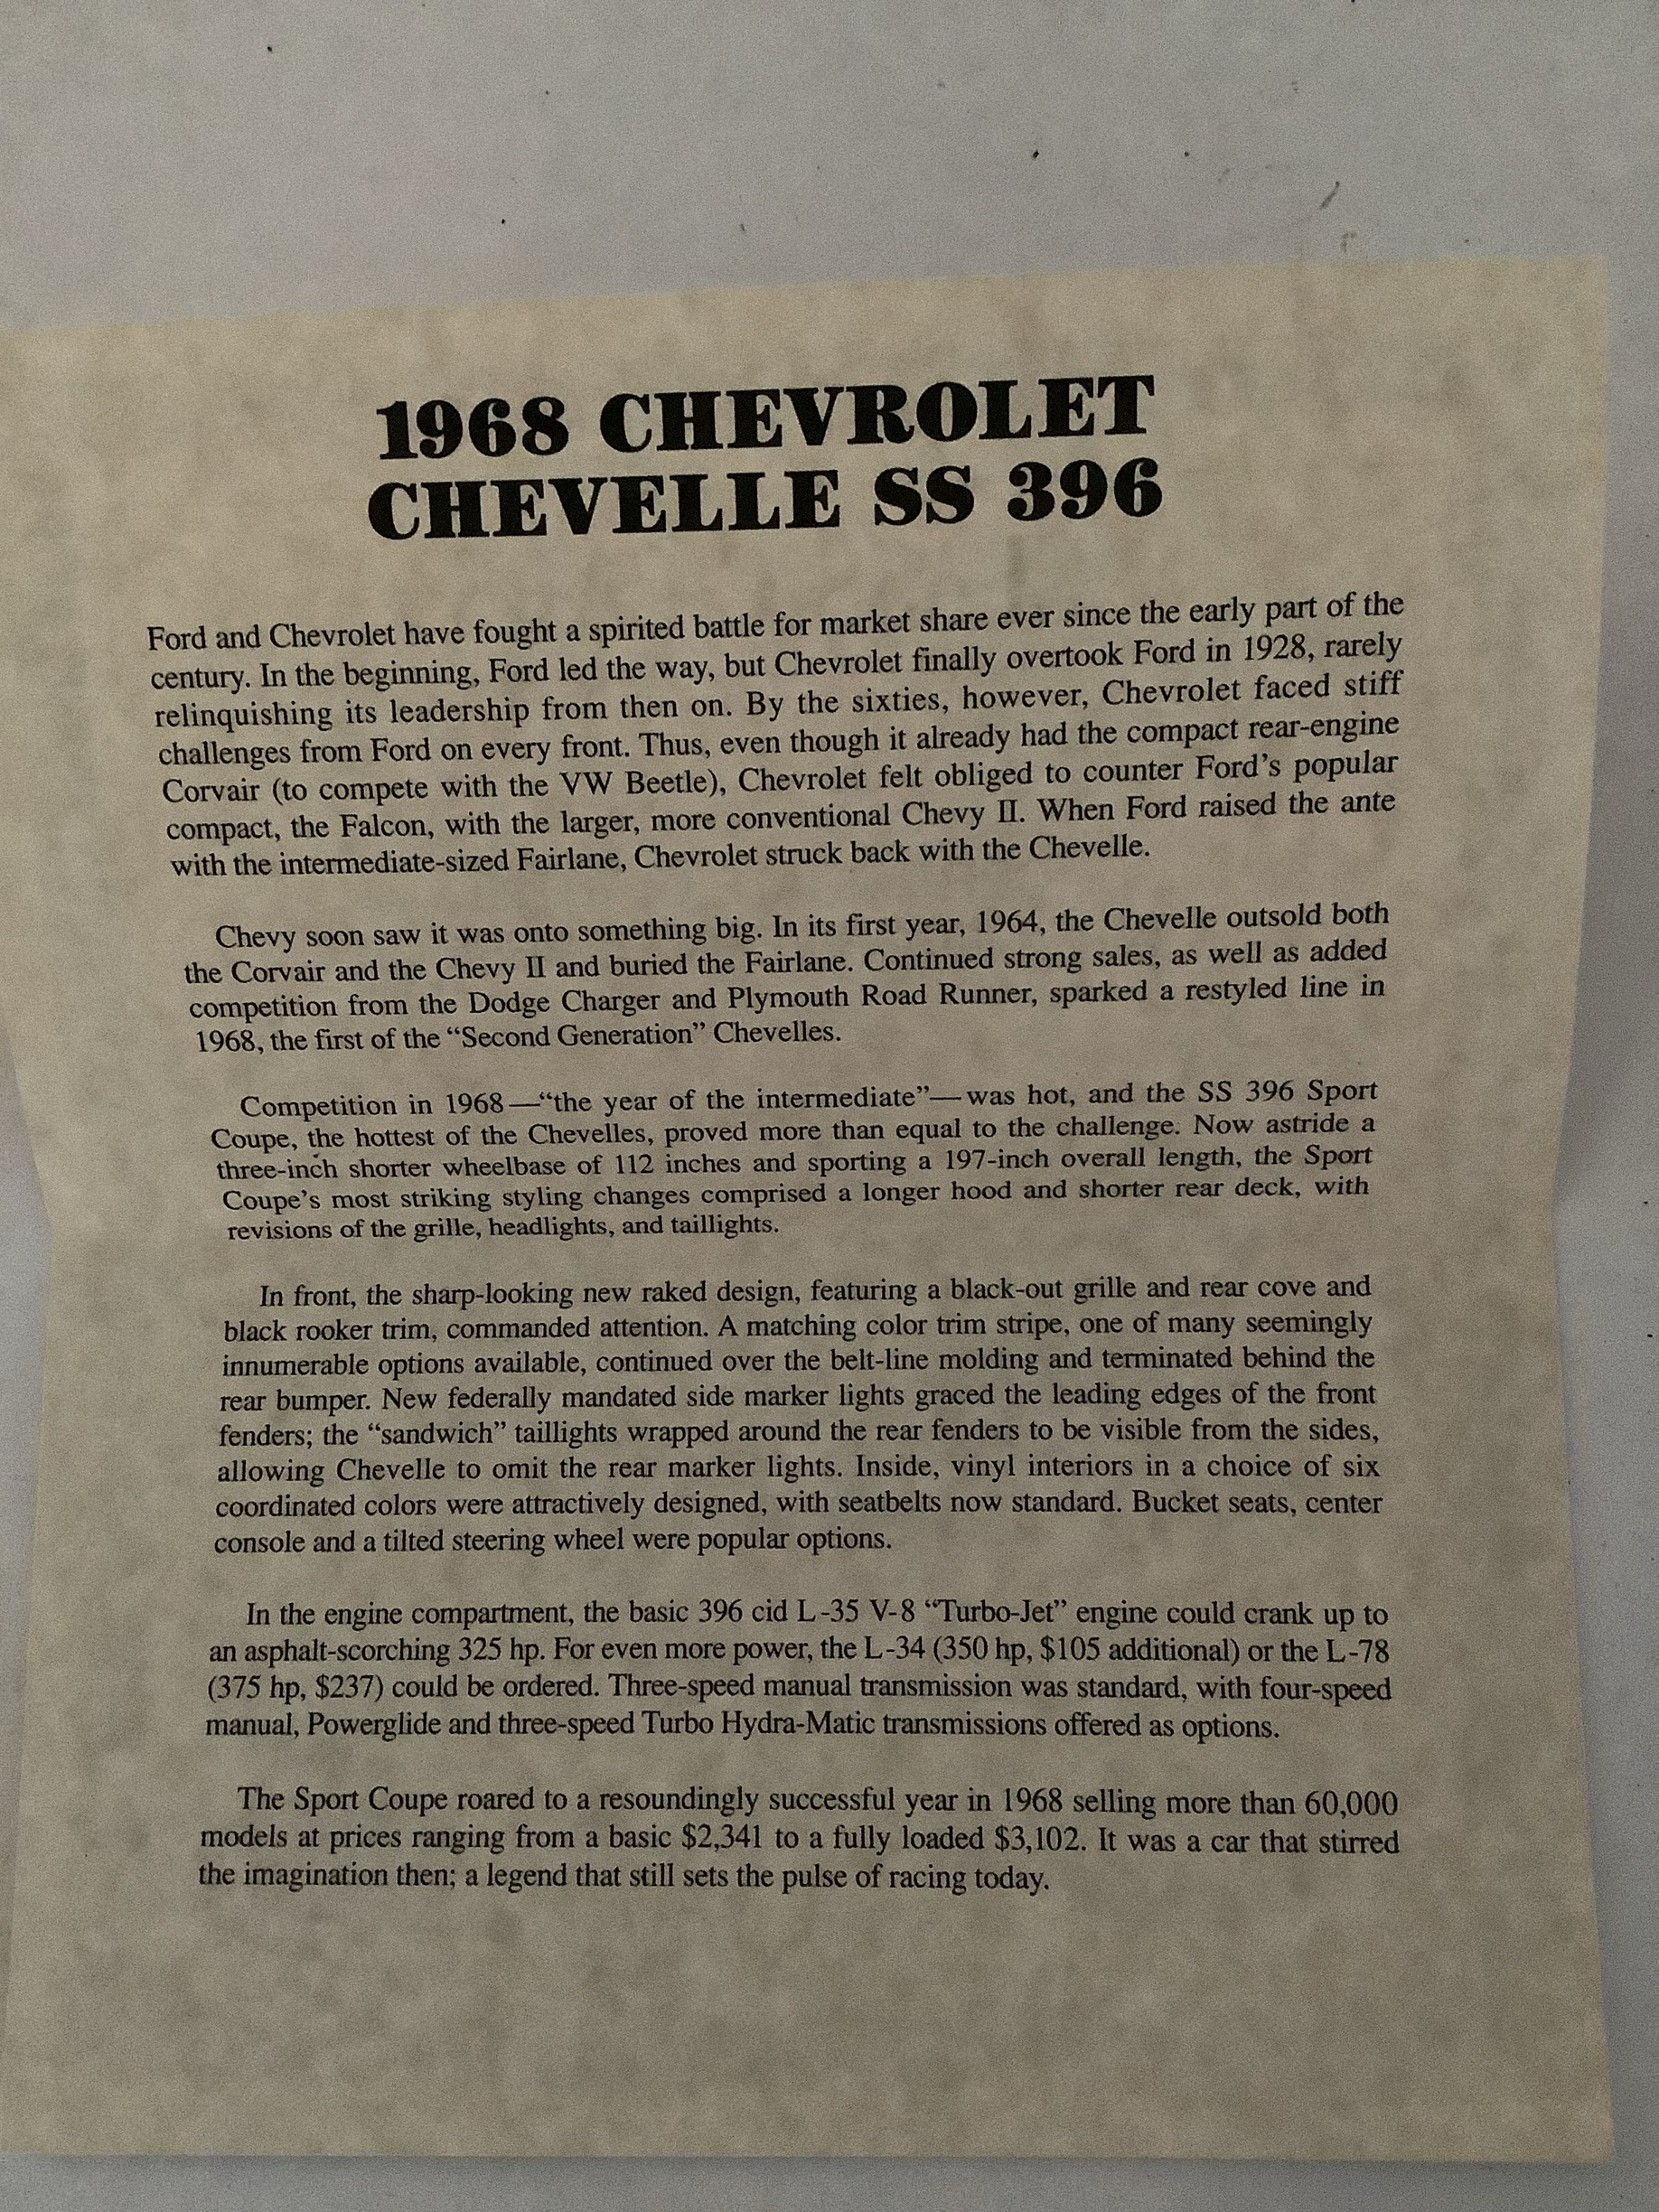 1968 CHEVROLET
CHEVELLE SS 396
Ford and Chevrolet have fought a spirited battle for market share ever since the early part of the
century. In the beginning, Ford led the way, but Chevrolet finally overtook Ford in 1928, rarely
relinquishing its leadership from then on. By the sixties, however, Chevrolet faced stiff
challenges from Ford on every front. Thus, even though it already had the compact rear-engine
Corvair (to compete with the VW Beetle), Chevrolet felt obliged to counter Ford's popular
compact, the Falcon, with the larger, more conventional Chevy II. When Ford raised the ante
with the intermediate-sized Fairlane, Chevrolet struck back with the Chevelle.
Chevy soon saw it was onto something big. In its first year, 1964, the Chevelle outsold both
the Corvair and the Chevy II and buried the Fairlane. Continued strong sales, as well as added
competition from the Dodge Charger and Plymouth Road Runner, sparked a restyled line in
1968, the first of the “Second Generation” Chevelles.
Competition in 1968—“the year of the intermediate”—was hot, and the SS 396 Sport
Coupe, the hottest of the Chevelles, proved more than equal to the challenge. Now astride a
three-inch shorter wheelbase of 112 inches and sporting a 197-inch overall length, the Sport
Coupe's most striking styling changes comprised a longer hood and shorter rear deck, with
revisions of the grille, headlights, and taillights.
In front, the sharp-looking new raked design, featuring a black-out grille and rear cove and
black rooker trim, commanded attention. A matching color trim stripe, one of many seemingly
innumerable options available, continued over the belt-line molding and terminated behind the
rear bumper. New federally mandated side marker lights graced the leading edges of the front
fenders; the “sandwich” taillights wrapped around the rear fenders to be visible from the sides,
allowing Chevelle to omit the rear marker lights. Inside, vinyl interiors in a choice of six
coordinated colors were attractively designed, with seatbelts now standard. Bucket seats, center
console and a tilted steering wheel were popular options.
In the engine compartment, the basic 396 cid L-35 V-8 “Turbo-Jet” engine could crank up to
an asphalt-scorching 325 hp. For even more power, the L-34 (350 hp, $105 additional) or the L-78
(375 hp, $237) could be ordered. Three-speed manual transmission was standard, with four-speed
manual, Powerglide and three-speed Turbo Hydra-Matic transmissions offered as options.
The Sport Coupe roared to a resoundingly successful year in 1968 selling more than 60,000
models at prices ranging from a basic $2,341 to a fully loaded $3,102. It was a car that stirred
the imagination then; a legend that still sets the pulse of racing today.